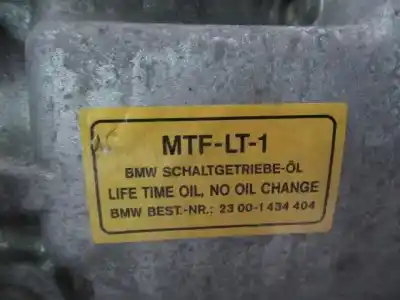 MTF-LT-1
BMW SCHALTGETRIEBE-ÖL
LIFE TIME OIL, NO OIL CHANGE
BMW BEST.-NR.: 23 00-1 434 404